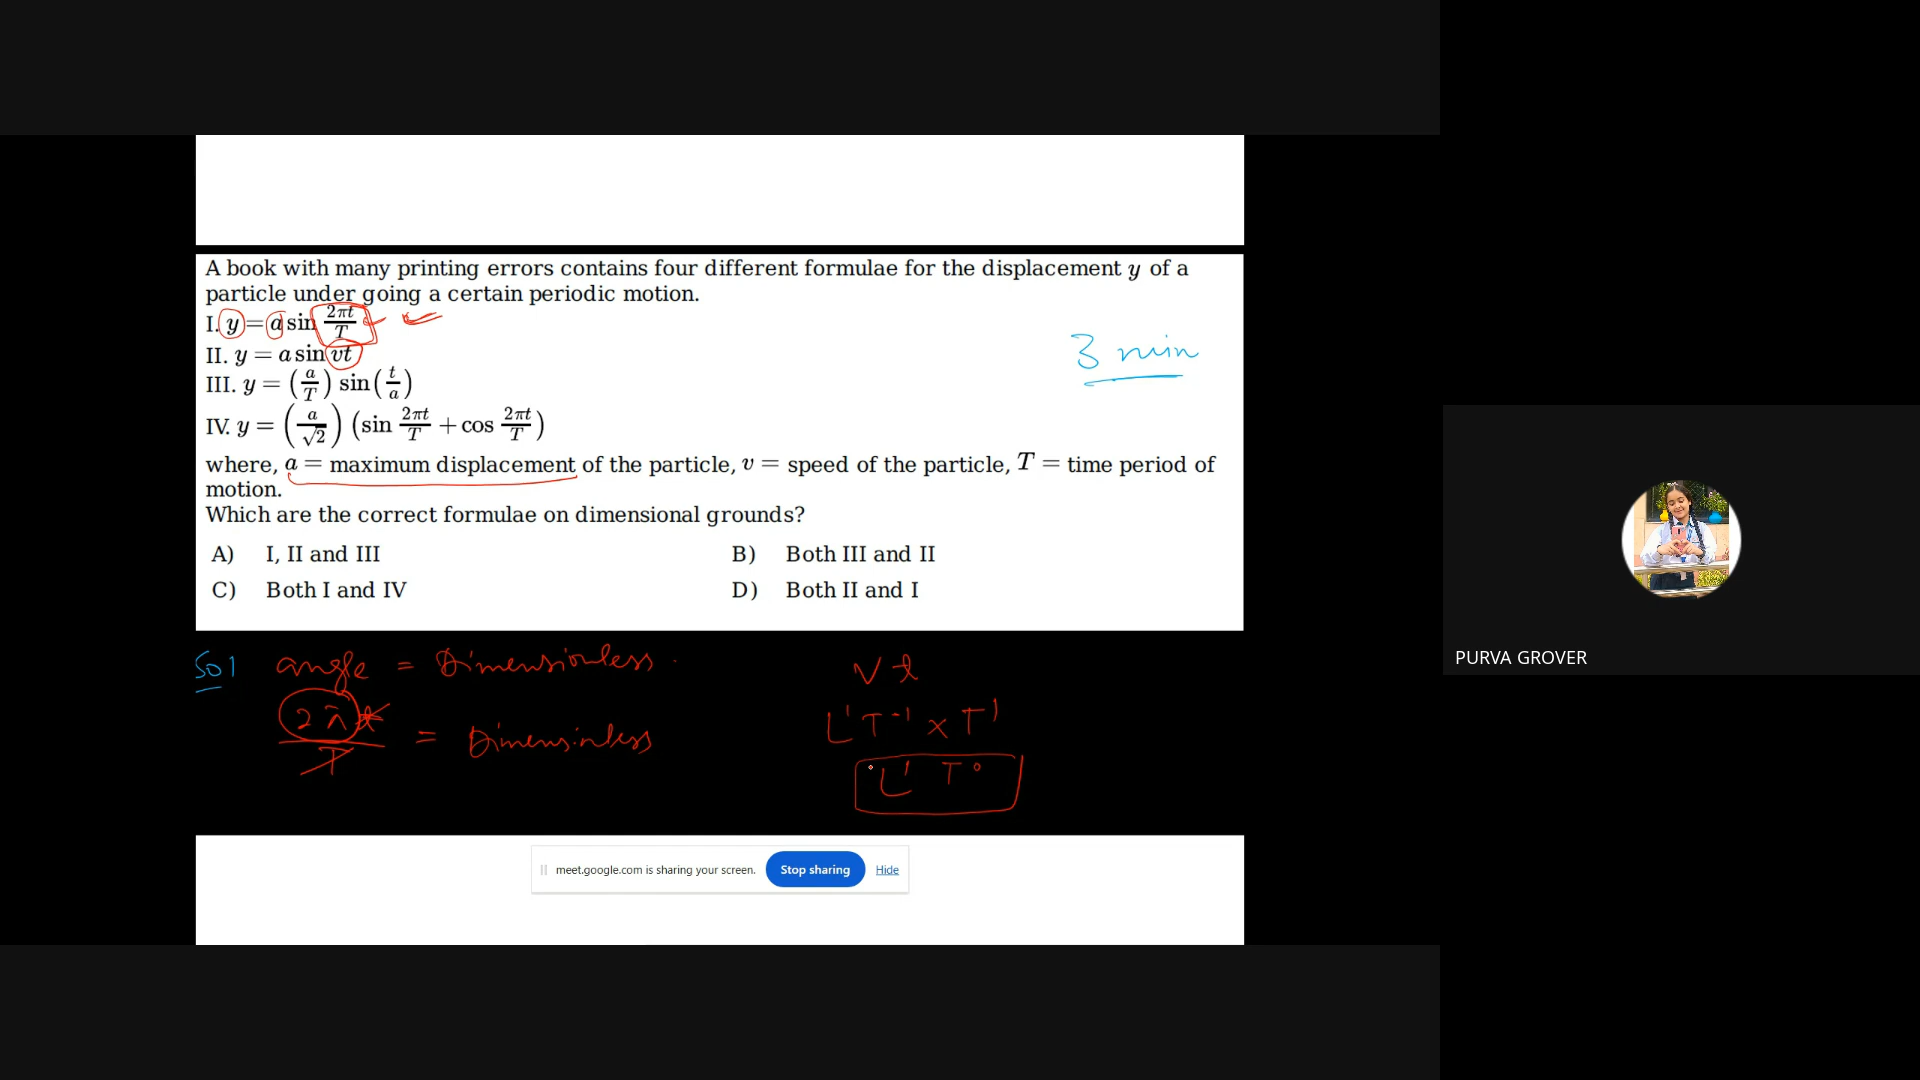 A book with many printing errors contains four different formulae for the displacement y of a
particle under going a certain periodic motion.
I. y = a sin 2πt/T
II. y = a sin vt
III. y = (a/T) sin(t/a)
IV. y = (a/√2) (sin 2πt/T + cos 2πt/T)
3 min
where, a = maximum displacement of the particle, v = speed of the particle, T = time period of
motion.
Which are the correct formulae on dimensional grounds?
A) I, II and III
B) Both III and II
C) Both I and IV
D) Both II and I
PURVA GROVER
Sol angle = Dimensionless.
2πt/T = Dimensinless
Vt
L¹T⁻¹ × T¹
L¹ T⁰
meet.google.com is sharing your screen.
Stop sharing
Hide